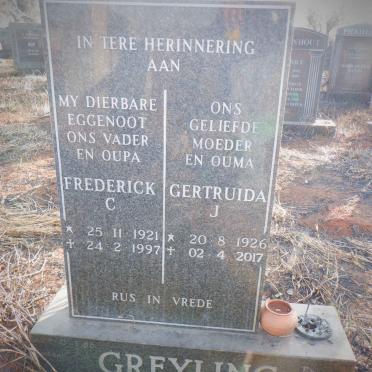 IN TERE HERINNERING
AAN
MY DIERBARE
EGGENOOT
ONS VADER
EN OUPA
FREDERICK
C
* 25 11 1921
+ 24 2 1997
ONS
GELIEFDE
MOEDER
EN OUMA
GERTRUIDA
J
* 20 8 1926
+ 02 4 2017
RUS IN VREDE
GREYLING